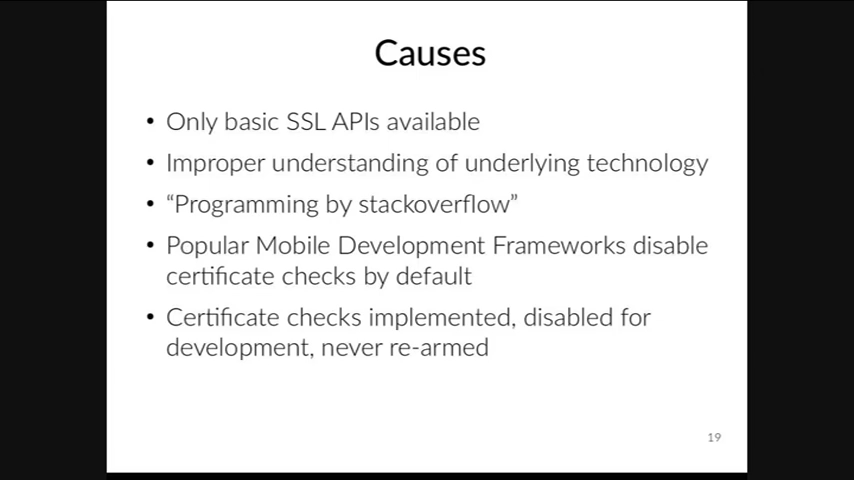 Causes
• Only basic SSL APIs available
• Improper understanding of underlying technology
• “Programming by stackoverflow”
• Popular Mobile Development Frameworks disable
certificate checks by default
• Certificate checks implemented, disabled for
development, never re-armed
19